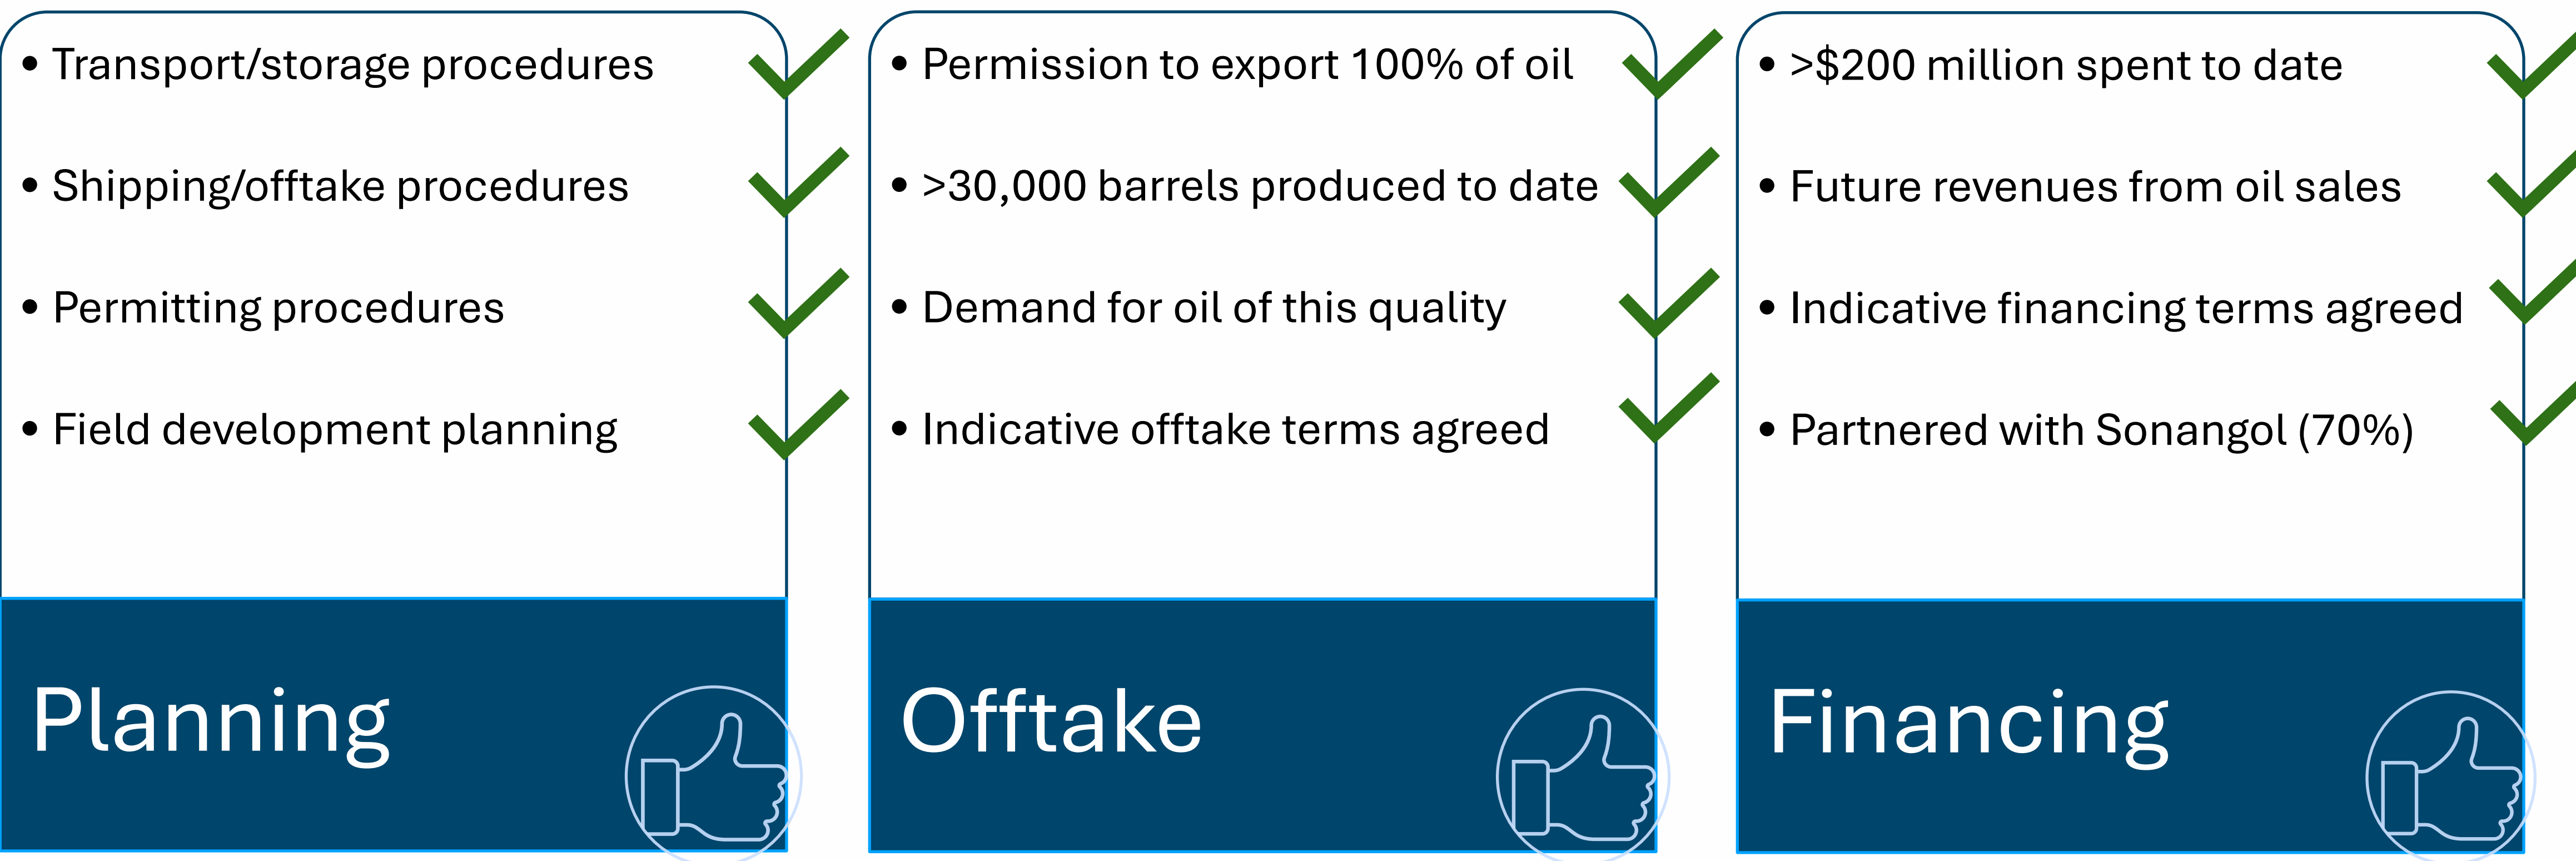 • Transport/storage procedures
• Shipping/offtake procedures
• Permitting procedures
• Field development planning
Planning
• Permission to export 100% of oil
• >30,000 barrels produced to date
• Demand for oil of this quality
• Indicative offtake terms agreed
Offtake
• >$200 million spent to date
• Future revenues from oil sales
• Indicative financing terms agreed
• Partnered with Sonangol (70%)
Financing